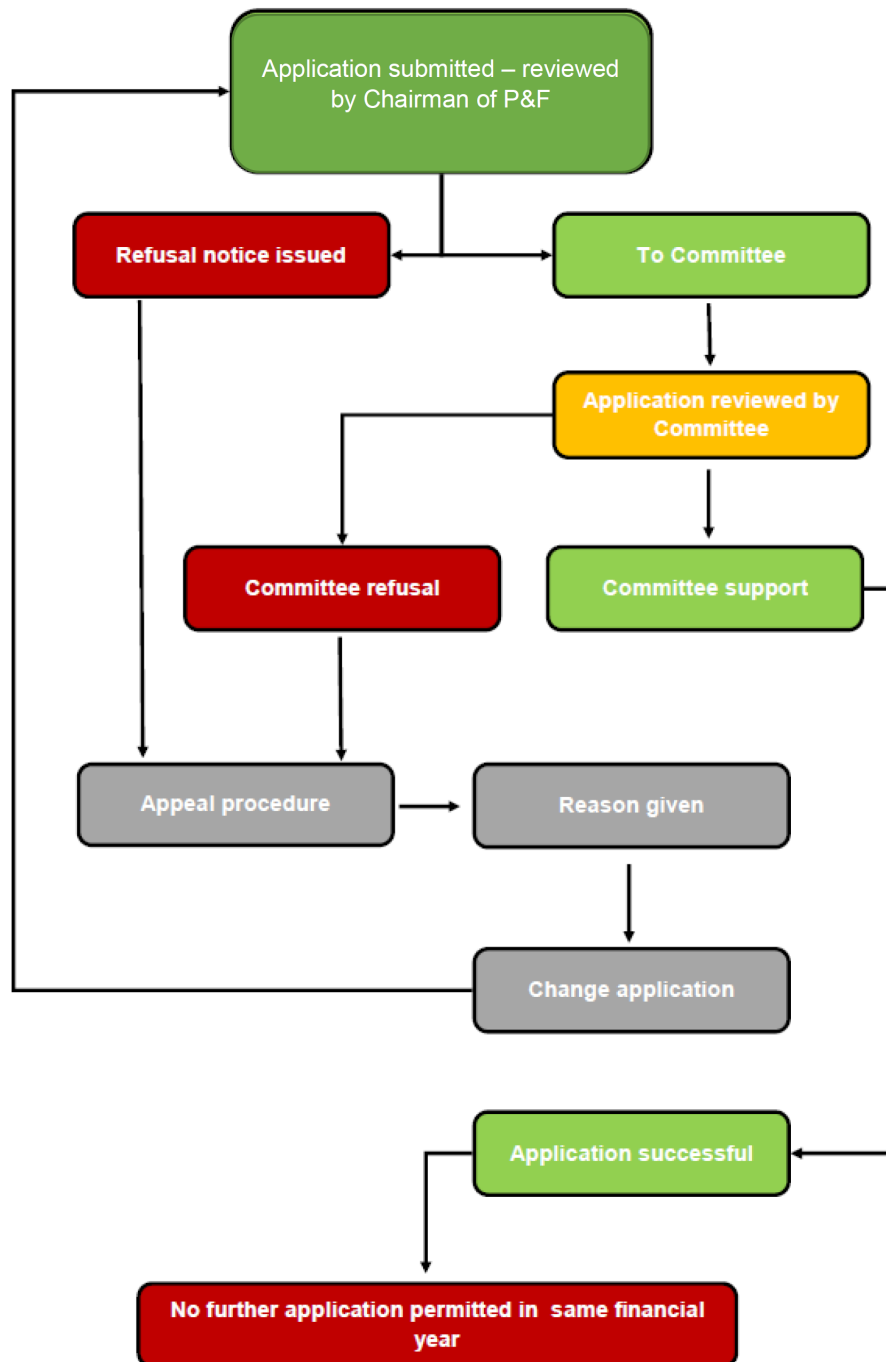 Application submitted – reviewed
by Chairman of P&F
Refusal notice issued
To Committee
Application reviewed by
Committee
Committee refusal
Committee support
Appeal procedure
Reason given
Change application
Application successful
No further application permitted in  same financial
year